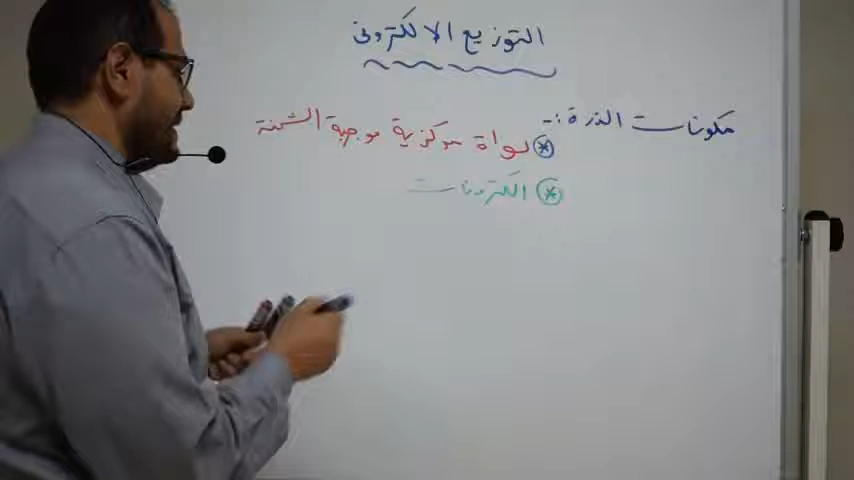 التوزيع الالكتروني
مكونات الذرة :-
* نواة مركزية موجبة الشحنة
* الكترونات